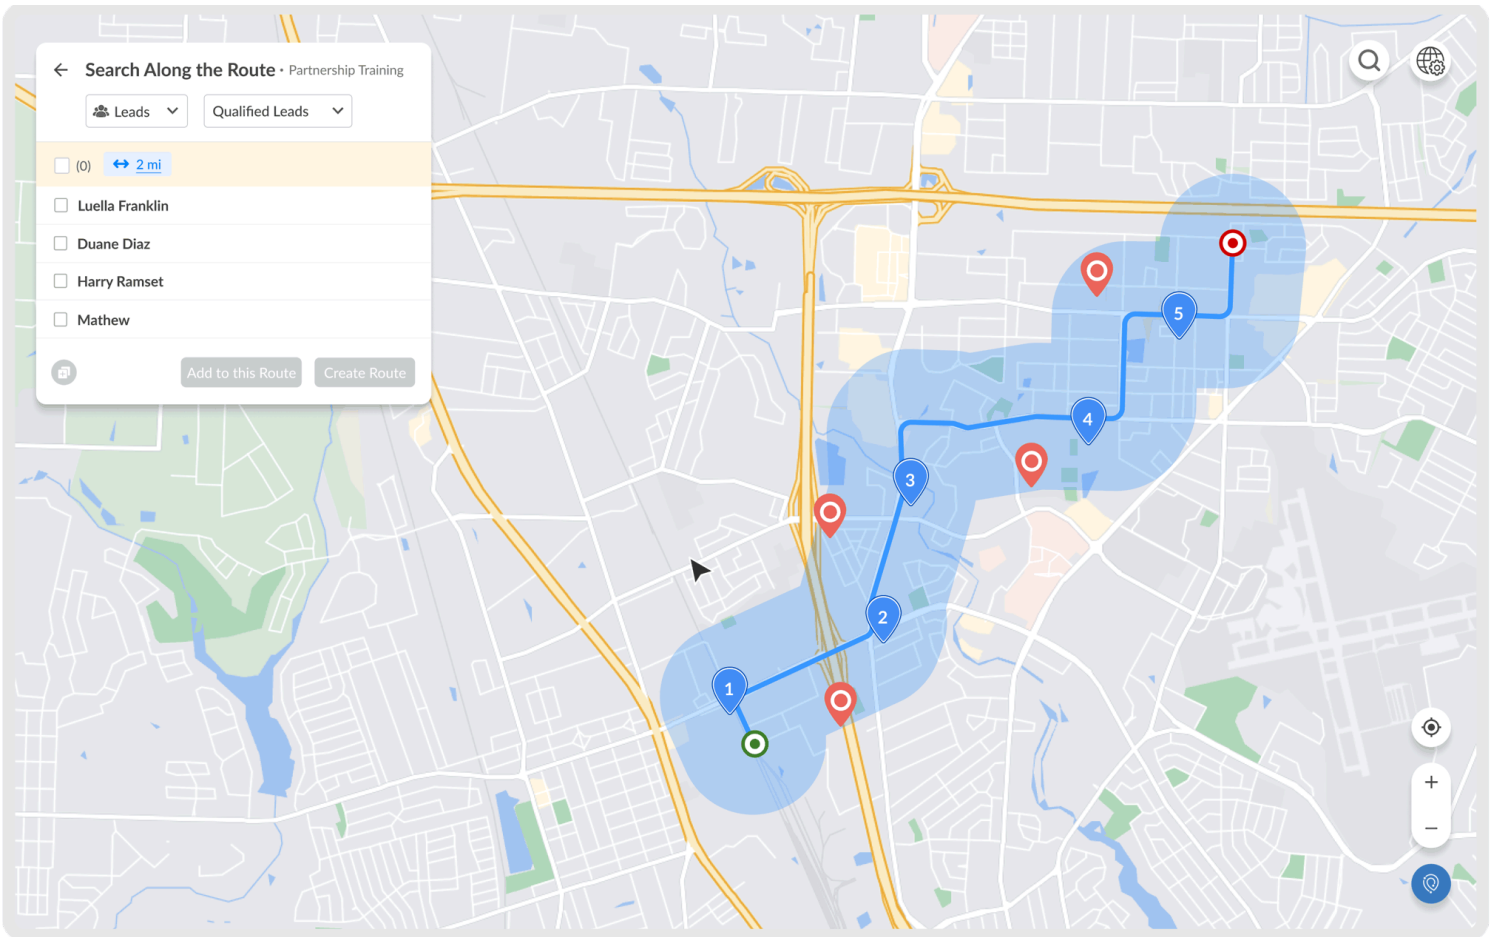 Search Along the Route • Partnership Training
Leads
Qualified Leads
(0)
2 mi
Luella Franklin
Duane Diaz
Harry Ramset
Mathew
Add to this Route
Create Route
5
4
3
2
1
+
−